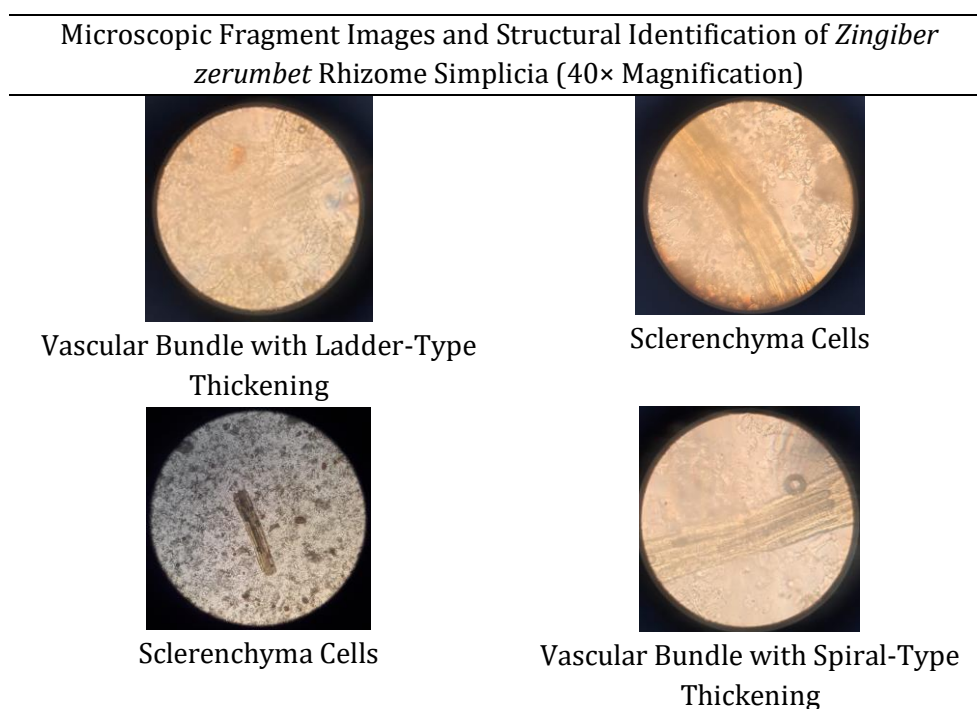 Microscopic Fragment Images and Structural Identification of Zingiber
zerumbet Rhizome Simplicia (40× Magnification)
Vascular Bundle with Ladder-Type
Thickening
Sclerenchyma Cells
Sclerenchyma Cells
Vascular Bundle with Spiral-Type
Thickening